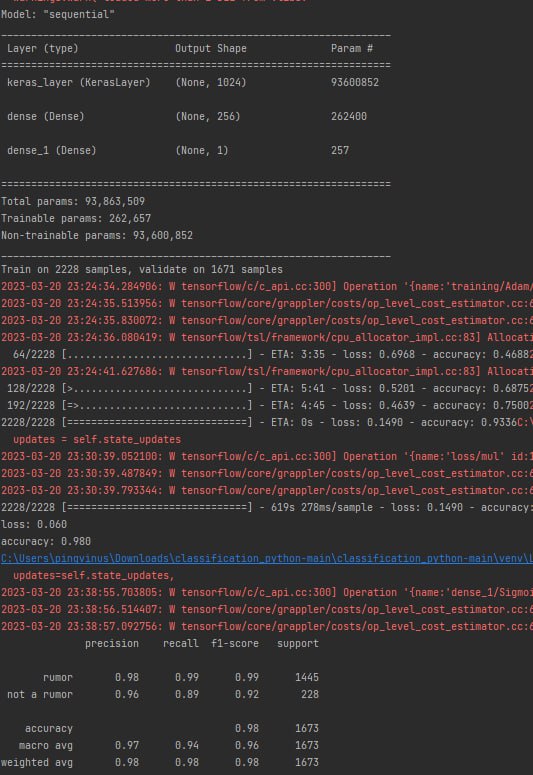 Model: "sequential"
_________________________________________________________________
Layer (type) Output Shape Param #
=================================================================
keras_layer (KerasLayer) (None, 1024) 93600852
dense (Dense) (None, 256) 262400
dense_1 (Dense) (None, 1) 257
=================================================================
Total params: 93,863,509
Trainable params: 262,657
Non-trainable params: 93,600,852
_________________________________________________________________
Train on 2228 samples, validate on 1671 samples
2023-03-20 23:24:34.284906: W tensorflow/c/c_api.cc:300] Operation '{name:'training/Adam/
2023-03-20 23:24:35.513956: W tensorflow/core/grappler/costs/op_level_cost_estimator.cc:6
2023-03-20 23:24:35.830072: W tensorflow/core/grappler/costs/op_level_cost_estimator.cc:6
2023-03-20 23:24:36.080419: W tensorflow/tsl/framework/cpu_allocator_impl.cc:83] Allocati
64/2228 [..............................] - ETA: 3:35 - loss: 0.6968 - accuracy: 0.46882
2023-03-20 23:24:41.627686: W tensorflow/tsl/framework/cpu_allocator_impl.cc:83] Allocati
128/2228 [>.............................] - ETA: 5:41 - loss: 0.5201 - accuracy: 0.68752
192/2228 [=>............................] - ETA: 4:45 - loss: 0.4639 - accuracy: 0.75002
2228/2228 [==============================] - ETA: 0s - loss: 0.1490 - accuracy: 0.9336C:\
updates = self.state_updates
2023-03-20 23:30:39.052100: W tensorflow/c/c_api.cc:300] Operation '{name:'loss/mul' id:1
2023-03-20 23:30:39.487849: W tensorflow/core/grappler/costs/op_level_cost_estimator.cc:6
2023-03-20 23:30:39.793344: W tensorflow/core/grappler/costs/op_level_cost_estimator.cc:6
2228/2228 [==============================] - 619s 278ms/sample - loss: 0.1490 - accuracy:
loss: 0.060
accuracy: 0.980
C:\Users\pingvinus\Downloads\classification_python-main\classification_python-main\venv\L
updates=self.state_updates,
2023-03-20 23:38:55.703805: W tensorflow/c/c_api.cc:300] Operation '{name:'dense_1/Sigmoi
2023-03-20 23:38:56.514407: W tensorflow/core/grappler/costs/op_level_cost_estimator.cc:6
2023-03-20 23:38:57.092756: W tensorflow/core/grappler/costs/op_level_cost_estimator.cc:6
precision recall f1-score support
rumor 0.98 0.99 0.99 1445
not a rumor 0.96 0.89 0.92 228
accuracy 0.98 1673
macro avg 0.97 0.94 0.96 1673
weighted avg 0.98 0.98 0.98 1673